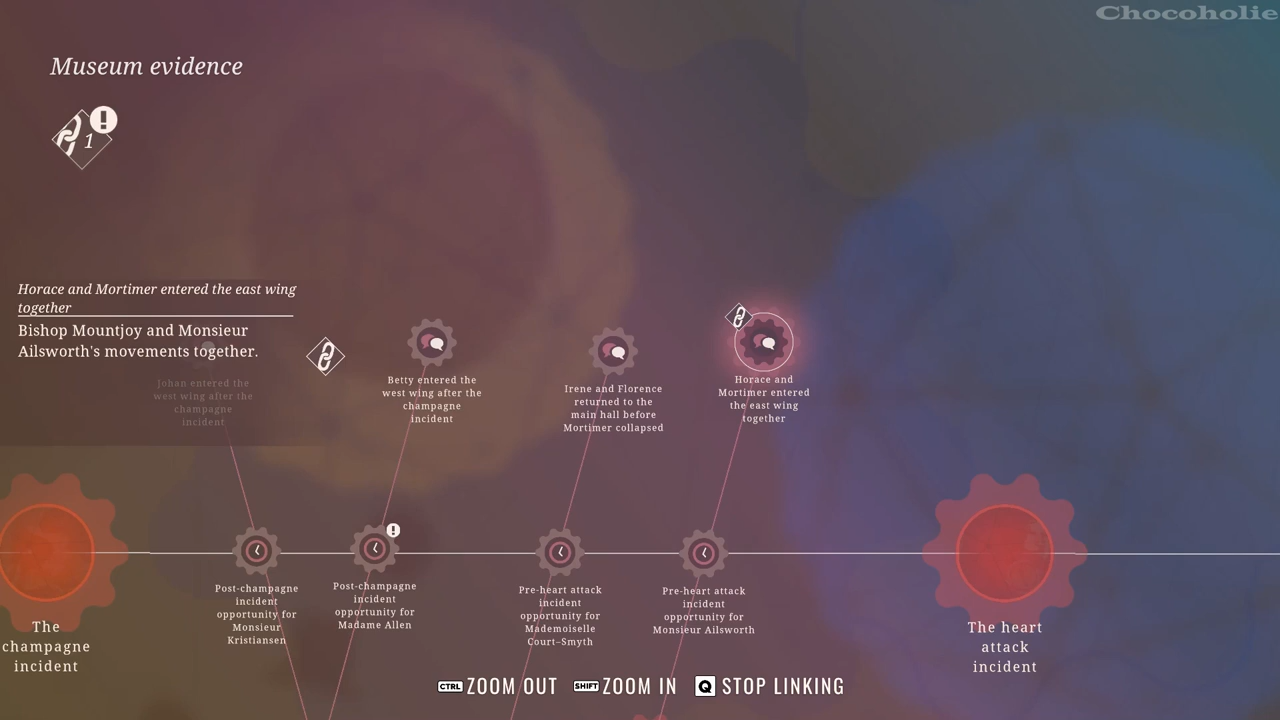 Chocoholic
Museum evidence
1
Horace and Mortimer entered the east wing
together
Bishop Mountjoy and Monsieur
Ailsworth's movements together.
Johan entered the
west wing after the
champagne
incident
Betty entered the
west wing after the
champagne
incident
Irene and Florence
returned to the
main hall before
Mortimer collapsed
Horace and
Mortimer entered
the east wing
together
Post-champagne
incident
opportunity for
Monsieur
Kristiansen
Post-champagne
incident
opportunity for
Madame Allen
Pre-heart attack
incident
opportunity for
Mademoiselle
Court-Smyth
Pre-heart attack
incident
opportunity for
Monsieur Ailsworth
The
champagne
incident
The heart
attack
incident
CTRL ZOOM OUT SHIFT ZOOM IN Q STOP LINKING